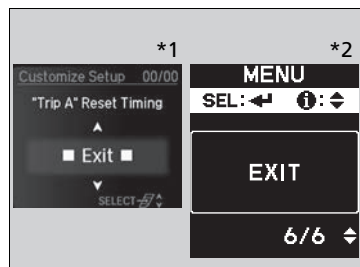 *1
*2
Customize Setup 00/00
"Trip A" Reset Timing
Exit
SELECT
MENU
SEL: i:
EXIT
6/6